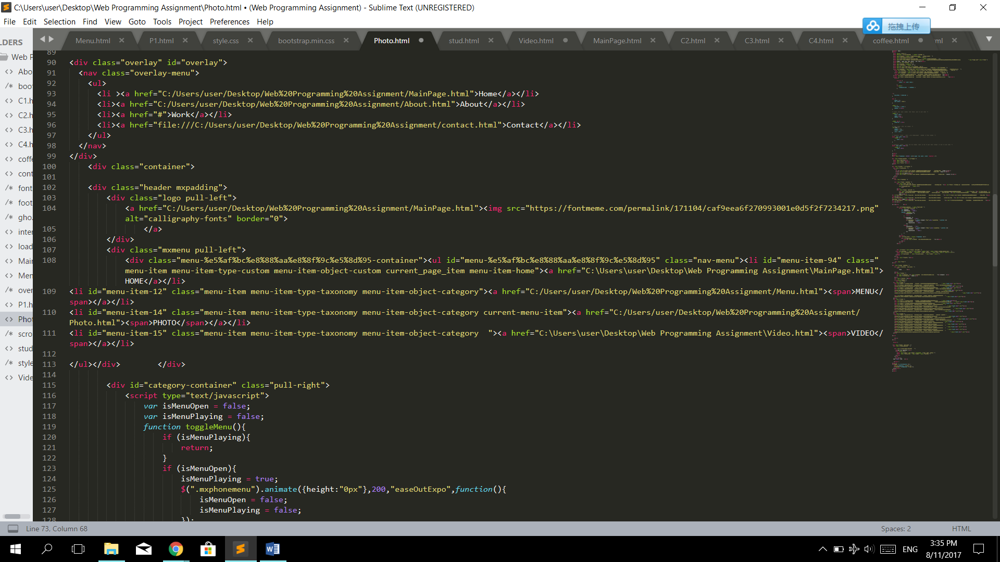 C:\Users\user\Desktop\Web Programming Assignment\Photo.html • (Web Programming Assignment) - Sublime Text (UNREGISTERED)
File Edit Selection Find View Goto Tools Project Preferences Help
拖拽上传
LDERS
Menu.html × P1.html × style.css × bootstrap.min.css × Photo.html stud.html × Video.html MainPage.html × C2.html × C3.html × C4.html × coffee.html ml ×
Web P
Abo
boo
C1.h
C2.h
C3.h
C4.h
coff
cont
font
foot
gho.
inter
load
Mai
Men
over
P1.h
Phot
scro
stud
style
Vide
89
90 <div class="overlay" id="overlay">
91 <nav class="overlay-menu">
92 <ul>
93 <li ><a href="C:/Users/user/Desktop/Web%20Programming%20Assignment/MainPage.html">Home</a></li>
94 <li><a href="C:/Users/user/Desktop/Web%20Programming%20Assignment/About.html">About</a></li>
95 <li><a href="#">Work</a></li>
96 <li><a href="file:///C:/Users/user/Desktop/Web%20Programming%20Assignment/contact.html">Contact</a></li>
97 </ul>
98 </nav>
99 </div>
100 <div class="container">
101
102 <div class="header mxpadding">
103 <div class="logo pull-left">
104 <a href="C:/Users/user/Desktop/Web%20Programming%20Assignment/MainPage.html"><img src="https://fontmeme.com/permalink/171104/caf9eea6f270993001e0d5f2f7234217.png"
alt="calligraphy-fonts" border="0">
105 </a>
106 </div>
107 <div class="mxmenu pull-left">
108 <div class="menu-%e5%af%bc%e8%88%aa%e8%8f%9c%e5%8d%95-container"><ul id="menu-%e5%af%bc%e8%88%aa%e8%8f%9c%e5%8d%95" class="nav-menu"><li id="menu-item-94" class="
menu-item menu-item-type-custom menu-item-object-custom current_page_item menu-item-home"><a href="C:\Users\user\Desktop\Web Programming Assignment\MainPage.html">
HOME</a></li>
109 <li id="menu-item-12" class="menu-item menu-item-type-taxonomy menu-item-object-category"><a href="C:/Users/user/Desktop/Web%20Programming%20Assignment/Menu.html"><span>MENU</
span></a></li>
110 <li id="menu-item-14" class="menu-item menu-item-type-taxonomy menu-item-object-category current-menu-item"><a href="C:/Users/user/Desktop/Web%20Programming%20Assignment/
Photo.html"><span>PHOTO</span></a></li>
111 <li id="menu-item-15" class="menu-item menu-item-type-taxonomy menu-item-object-category "><a href="C:\Users\user\Desktop\Web Programming Assignment\Video.html"><span>VIDEO</
span></a></li>
112
113 </ul></div> </div>
114
115 <div id="category-container" class="pull-right">
116 <script type="text/javascript">
117 var isMenuOpen = false;
118 var isMenuPlaying = false;
119 function toggleMenu(){
120 if (isMenuPlaying){
121 return;
122 }
123 if (isMenuOpen){
124 isMenuPlaying = true;
125 $(".mxphonemenu").animate({height:"0px"},200,"easeOutExpo",function(){
126 isMenuOpen = false;
127 isMenuPlaying = false;
128 });
Line 73, Column 68 Spaces: 2 HTML
ENG
3:35 PM
8/11/2017